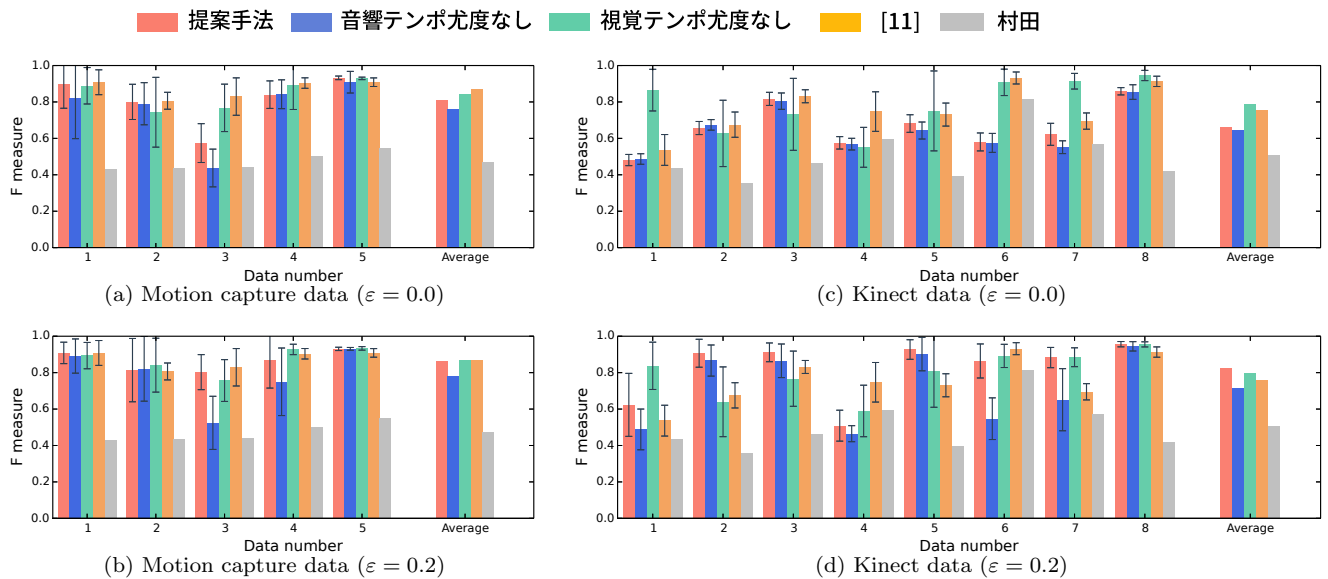 提案手法 音響テンポ尤度なし 視覚テンポ尤度なし [11] 村田
1.0
0.8
0.6
0.4
0.2
0.0
F measure
1 2 3 4 5 Average
Data number
(a) Motion capture data (ε = 0.0)
1.0
0.8
0.6
0.4
0.2
0.0
F measure
1 2 3 4 5 6 7 8 Average
Data number
(c) Kinect data (ε = 0.0)
1.0
0.8
0.6
0.4
0.2
0.0
F measure
1 2 3 4 5 Average
Data number
(b) Motion capture data (ε = 0.2)
1.0
0.8
0.6
0.4
0.2
0.0
F measure
1 2 3 4 5 6 7 8 Average
Data number
(d) Kinect data (ε = 0.2)